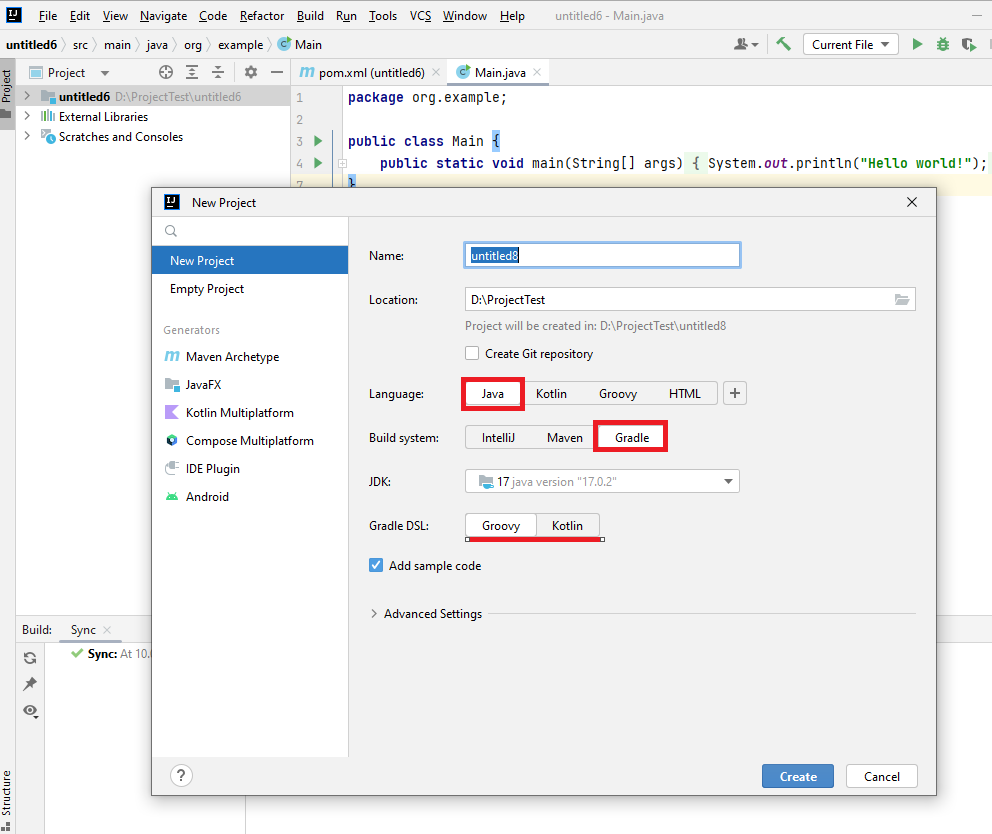 File Edit View Navigate Code Refactor Build Run Tools VCS Window Help untitled6 - Main.java
untitled6 src main java org example Main
Current File
Project
Project
pom.xml (untitled6)
Main.java
untitled6 D:\ProjectTest\untitled6
External Libraries
Scratches and Consoles
1 package org.example;
2
3 public class Main {
4 public static void main(String[] args) { System.out.println("Hello world!");
7 }
New Project
New Project
Empty Project
Generators
Maven Archetype
JavaFX
Kotlin Multiplatform
Compose Multiplatform
IDE Plugin
Android
Name: untitled8
Location: D:\ProjectTest
Project will be created in: D:\ProjectTest\untitled8
Create Git repository
Language: Java Kotlin Groovy HTML +
Build system: IntelliJ Maven Gradle
JDK: 17 java version "17.0.2"
Gradle DSL: Groovy Kotlin
Add sample code
Advanced Settings
? Create Cancel
Build: Sync
Sync: At 10.
Structure